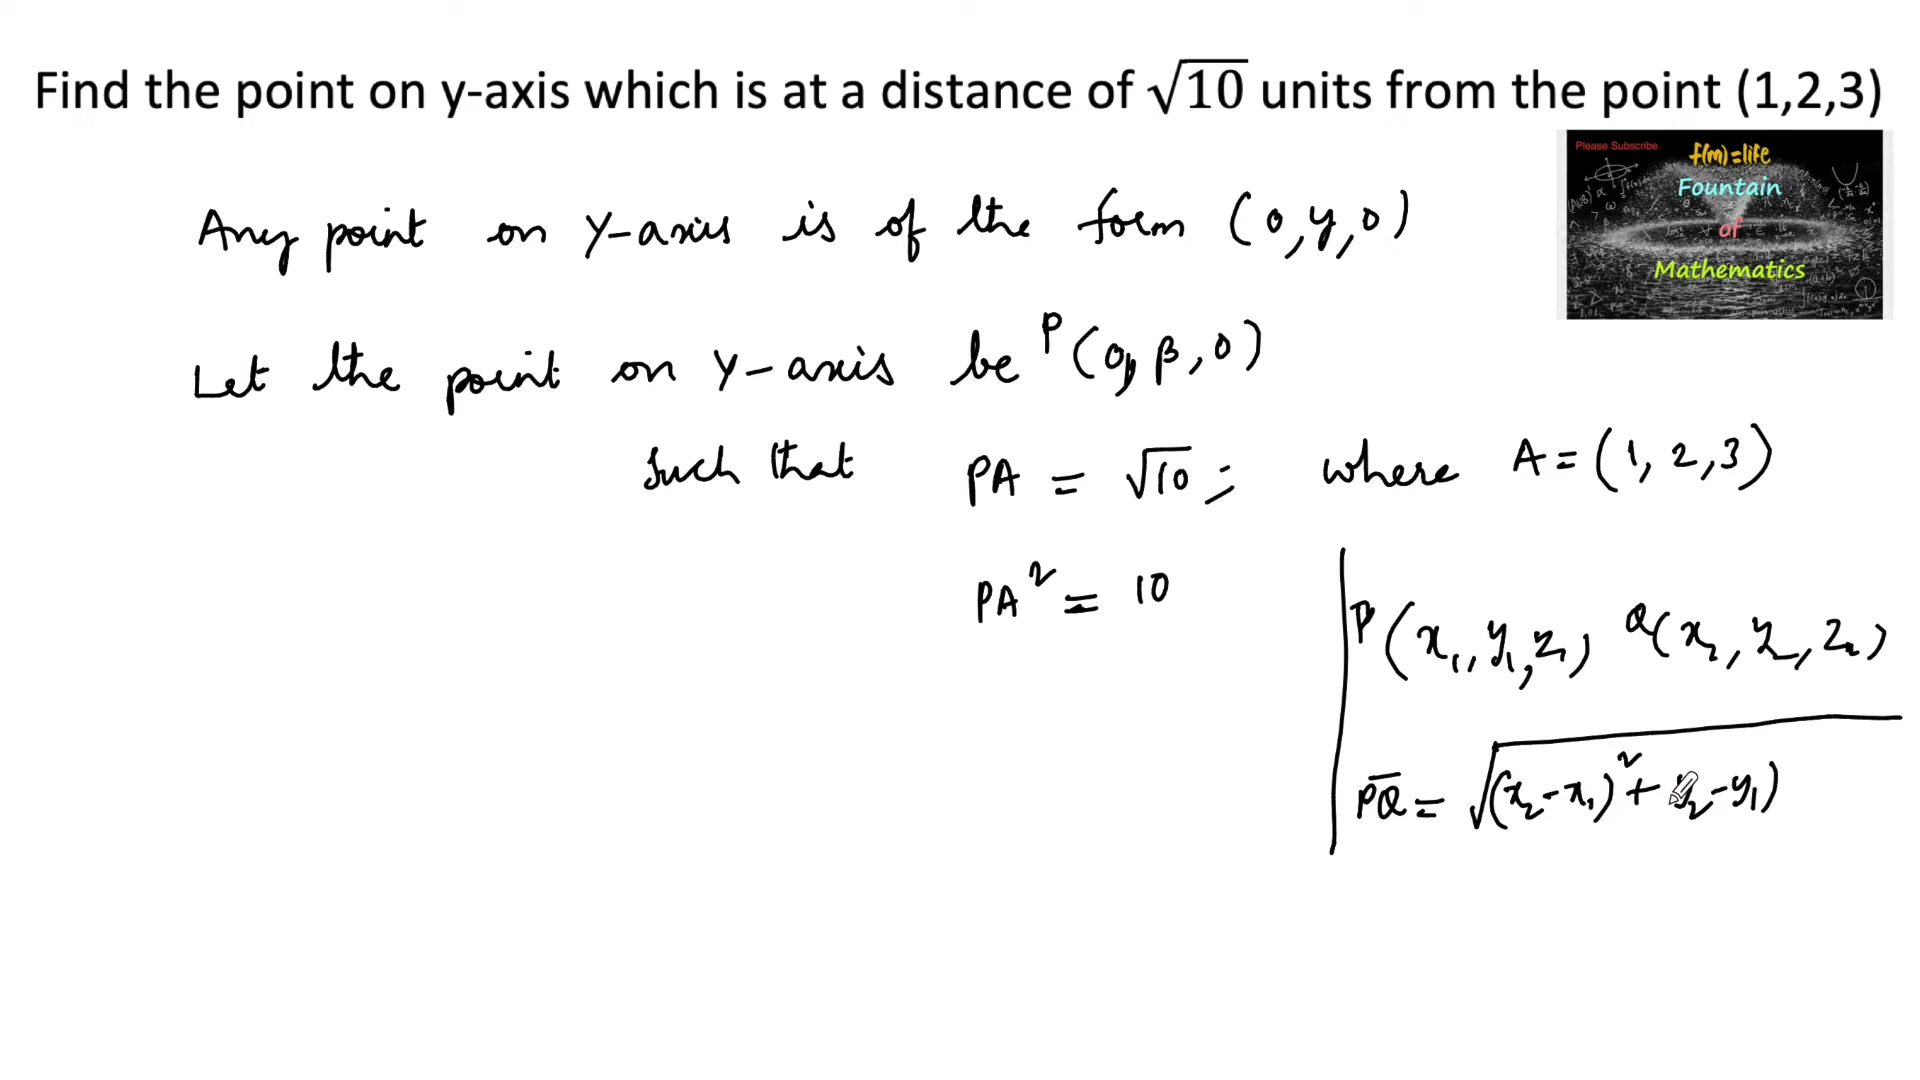 Find the point on y-axis which is at a distance of √10 units from the point (1,2,3)
Please Subscribe
f(m)=life
Fountain
of
Mathematics
Any point on Y-axis is of the form (0,y,0)
Let the point on Y-axis be P(0,β,0)
such that PA = √10 where A=(1,2,3)
PA² = 10
P(x₁,y₁,z₁) Q(x₂,y₂,z₂)
PQ = √(x₂-x₁)²+ y₂-y₁)